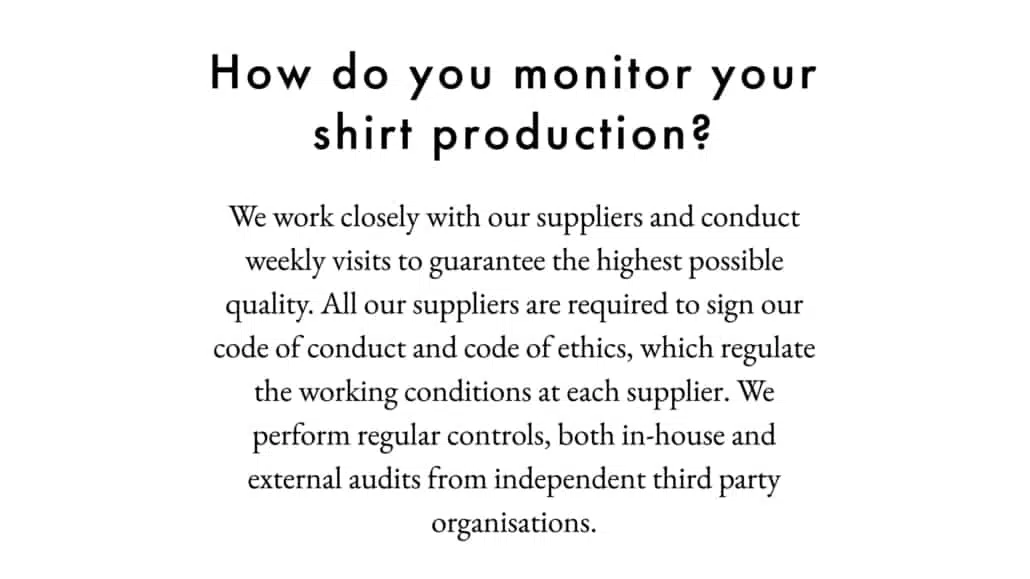 How do you monitor your
shirt production?
We work closely with our suppliers and conduct
weekly visits to guarantee the highest possible
quality. All our suppliers are required to sign our
code of conduct and code of ethics, which regulate
the working conditions at each supplier. We
perform regular controls, both in-house and
external audits from independent third party
organisations.